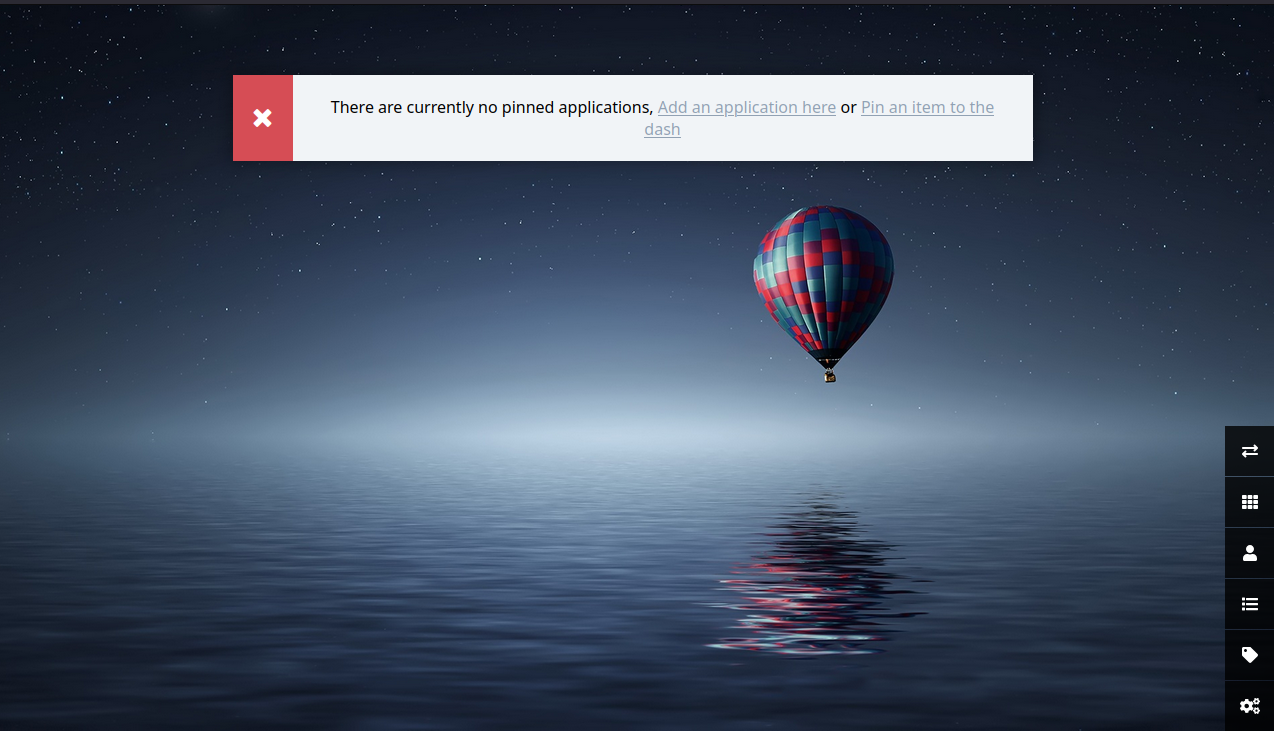 There are currently no pinned applications, Add an application here or Pin an item to the
dash